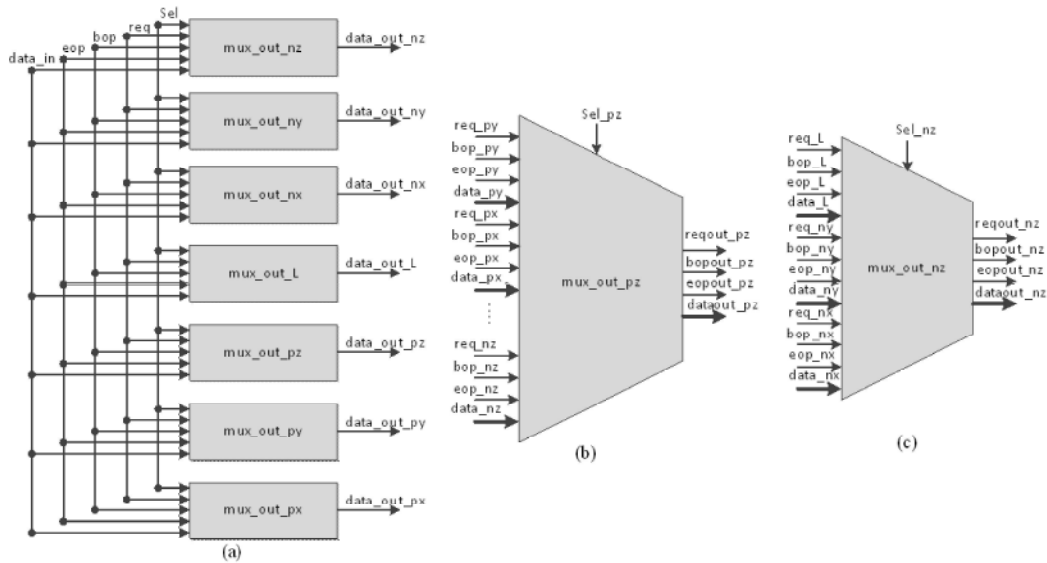 Sel
req
bop
eop
data_in
mux_out_nz
data_out_nz
mux_out_ny
data_out_ny
mux_out_nx
data_out_nx
mux_out_L
data_out_L
mux_out_pz
data_out_pz
mux_out_py
data_out_py
mux_out_px
data_out_px
(a)
Sel_pz
req_py
bop_py
eop_py
data_py
req_px
bop_px
eop_px
data_px
req_nz
bop_nz
eop_nz
data_nz
mux_out_pz
reqout_pz
bopout_pz
eopout_pz
dataout_pz
(b)
Sel_nz
req_L
bop_L
eop_L
data_L
req_ny
bop_ny
eop_ny
data_ny
req_nx
bop_nx
eop_nx
data_nx
mux_out_nz
reqout_nz
bopout_nz
eopout_nz
dataout_nz
(c)